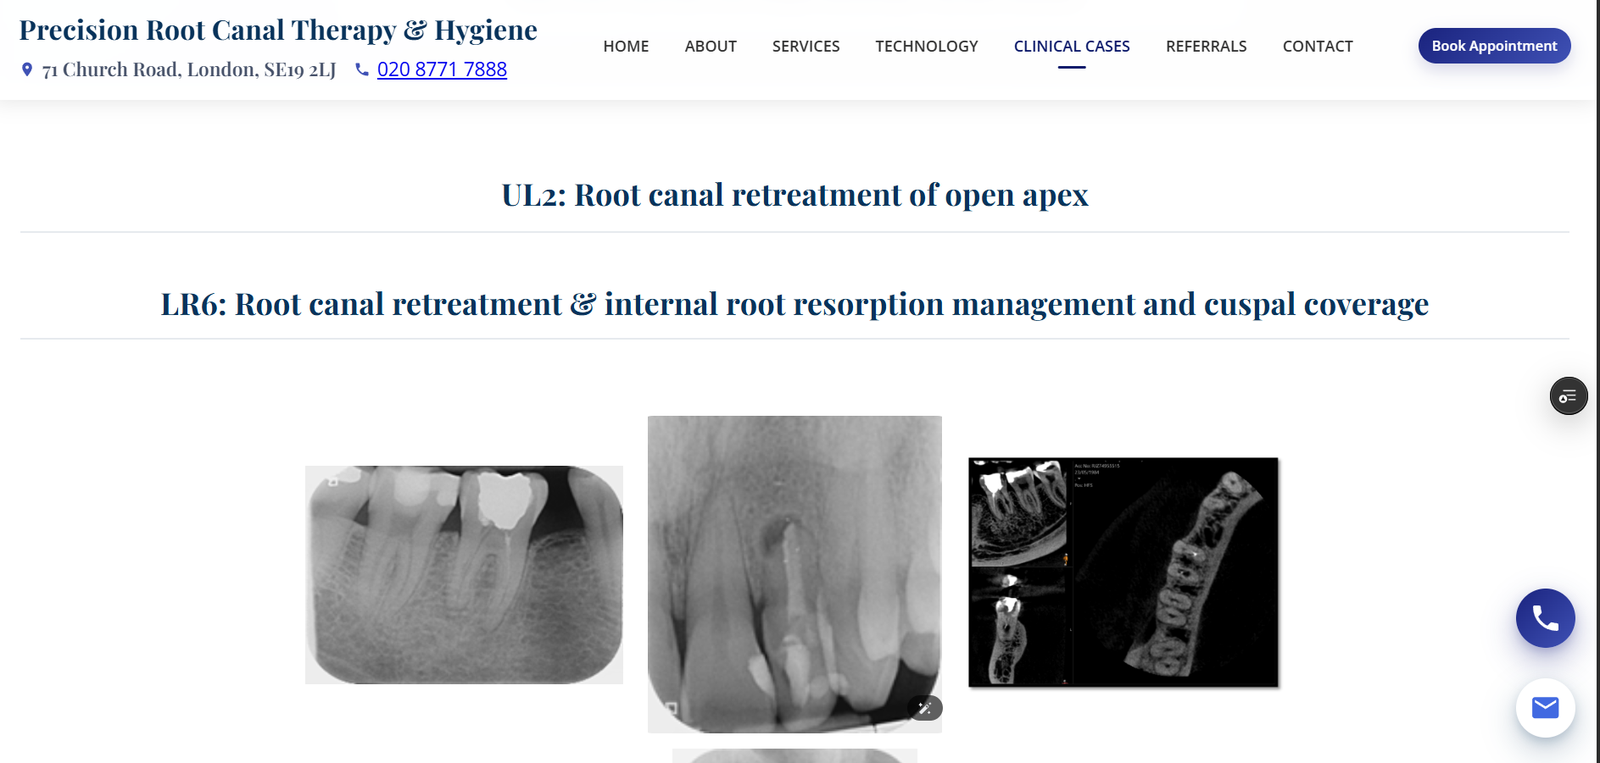 Precision Root Canal Therapy & Hygiene
71 Church Road, London, SE19 2LJ 020 8771 7888
HOME ABOUT SERVICES TECHNOLOGY CLINICAL CASES REFERRALS CONTACT
Book Appointment
UL2: Root canal retreatment of open apex
LR6: Root canal retreatment & internal root resorption management and cuspal coverage